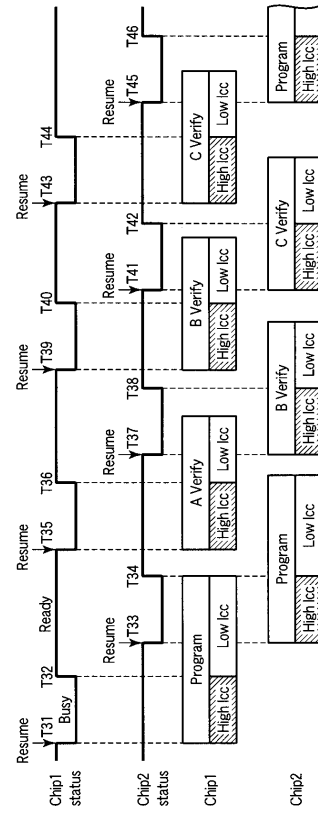 Resume Resume Resume Resume
T31 T32 T35 T36 T39 T40 T43 T44
Chip1 status
Busy Ready
Resume Resume Resume Resume
T33 T34 T37 T38 T41 T42 T45 T46
Chip2 status
Chip1
Program A Verify B Verify C Verify
High Icc Low Icc High Icc Low Icc High Icc Low Icc High Icc Low Icc
Chip2
Program B Verify C Verify Program
High Icc Low Icc High Icc Low Icc High Icc Low Icc High Icc